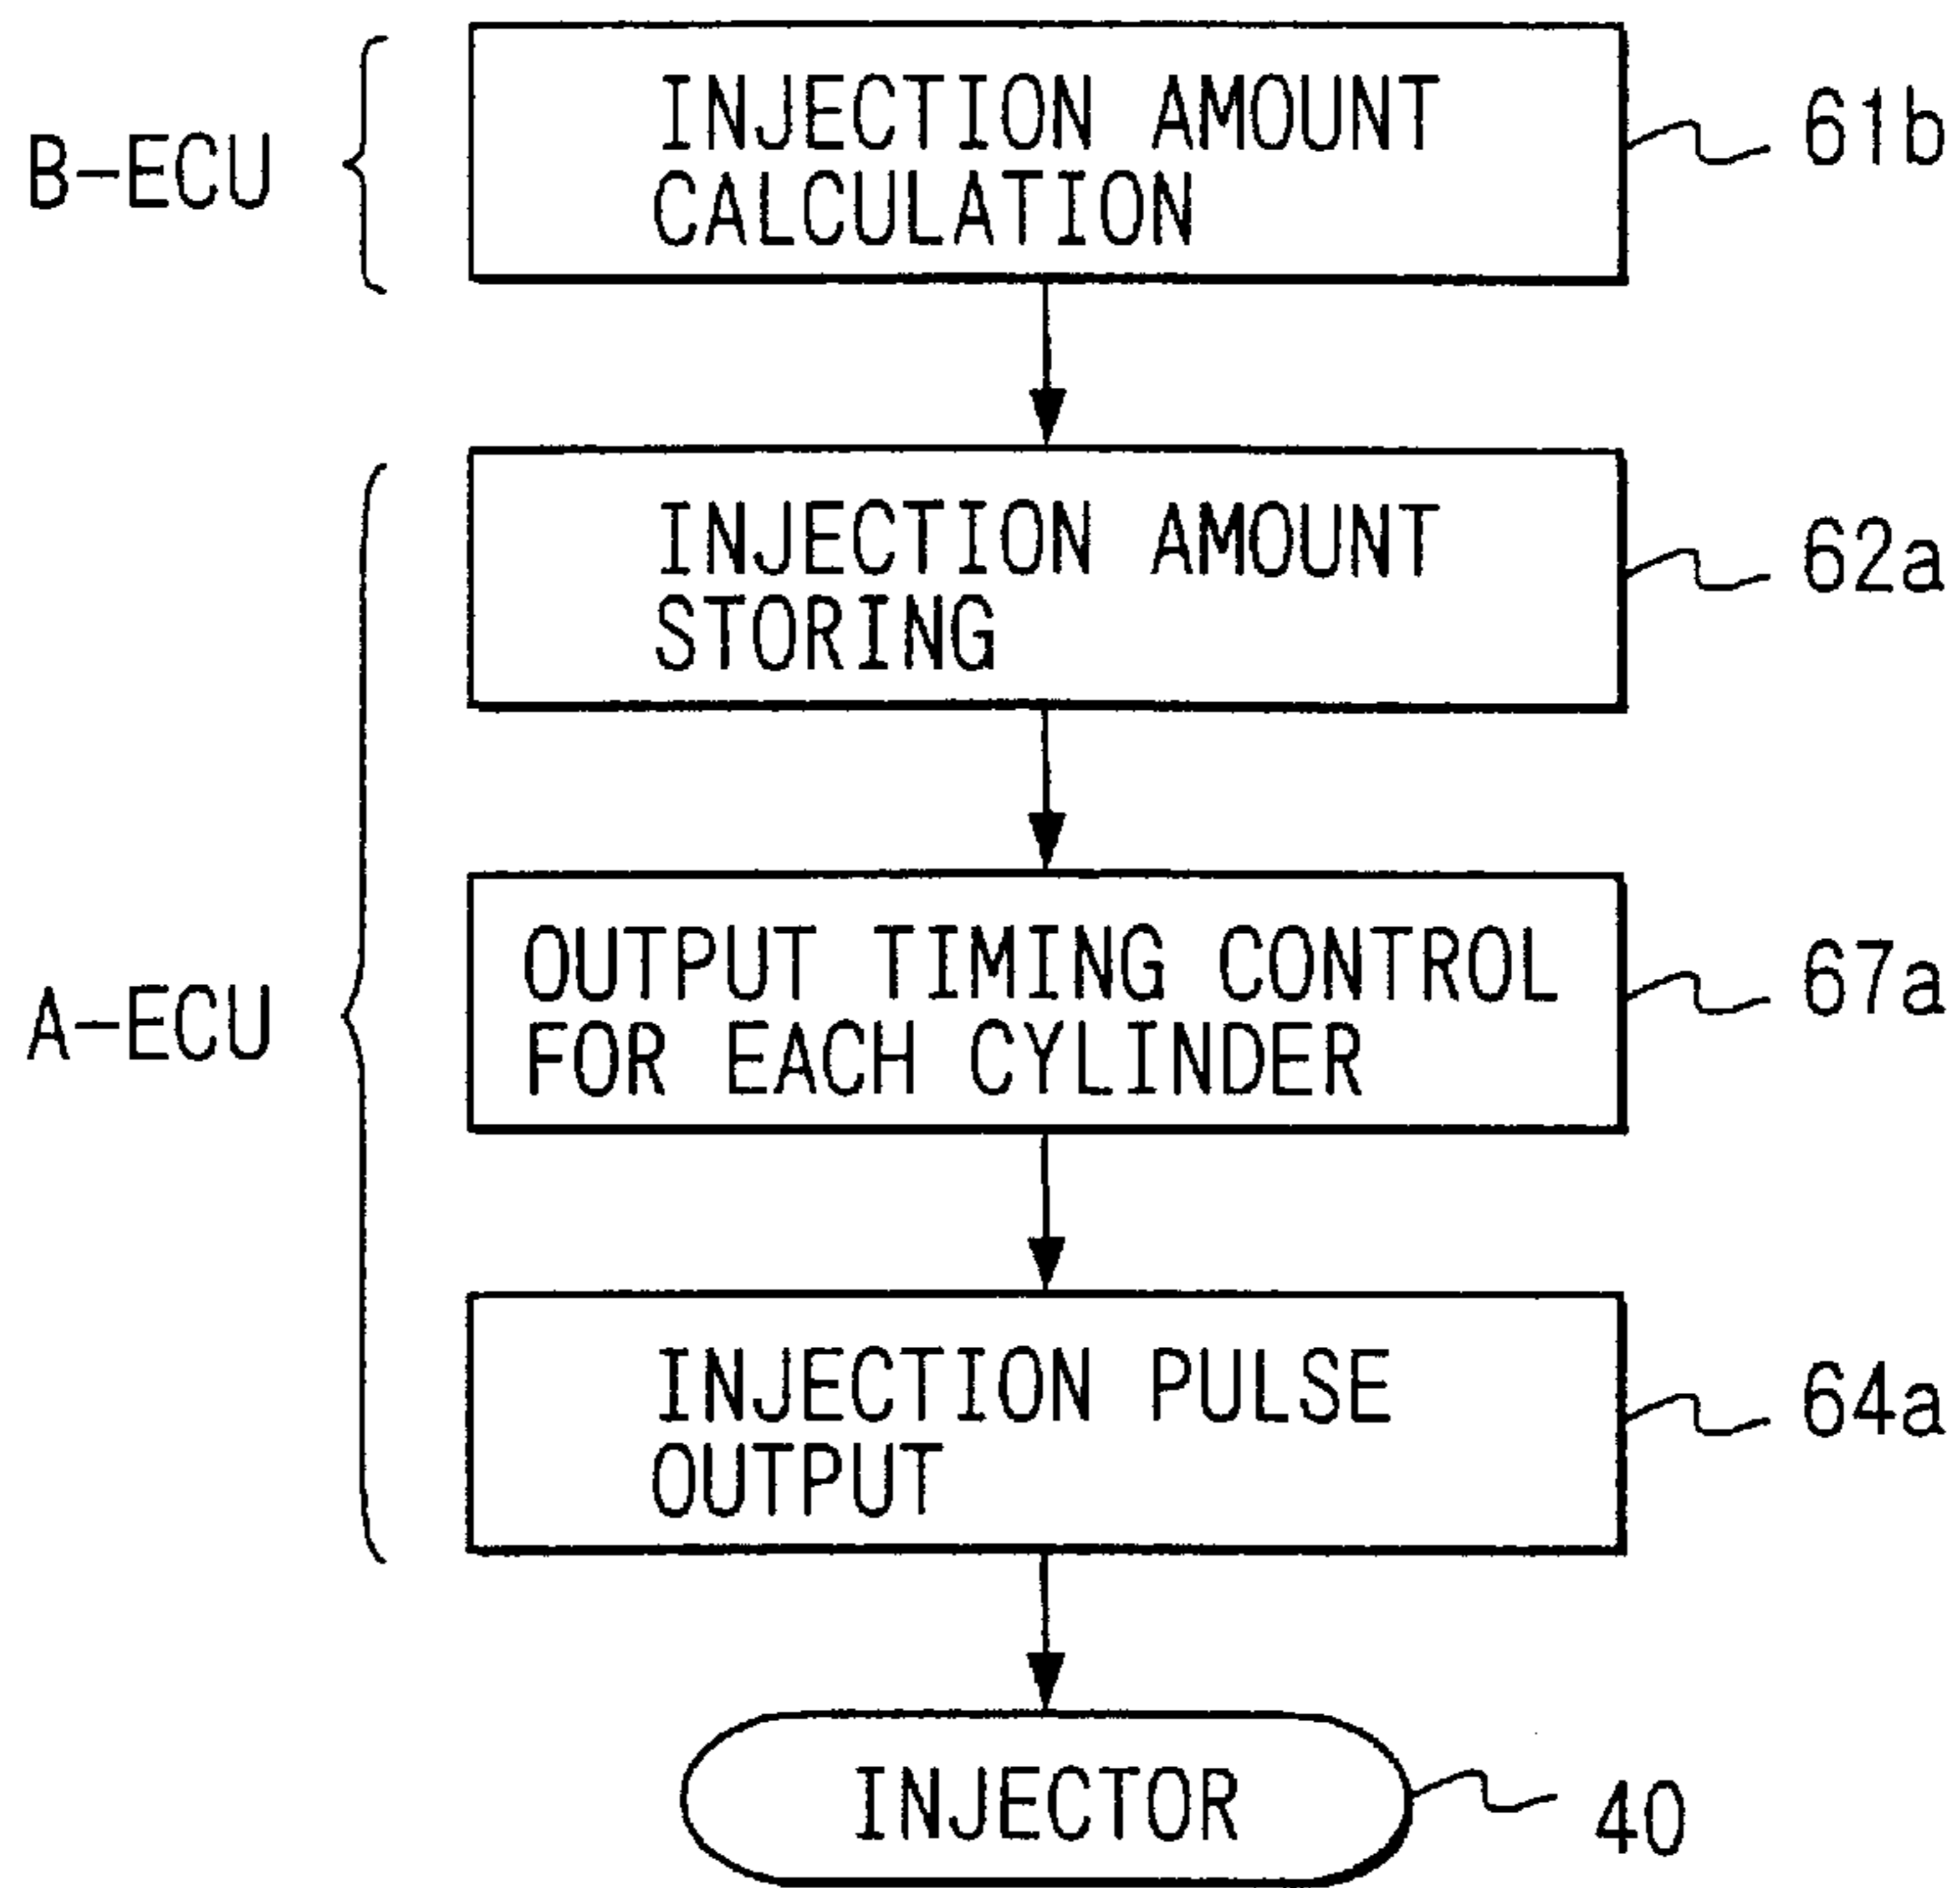 B-ECU
INJECTION AMOUNT
CALCULATION
61b
INJECTION AMOUNT
STORING
62a
A-ECU
OUTPUT TIMING CONTROL
FOR EACH CYLINDER
67a
INJECTION PULSE
OUTPUT
64a
INJECTOR
40